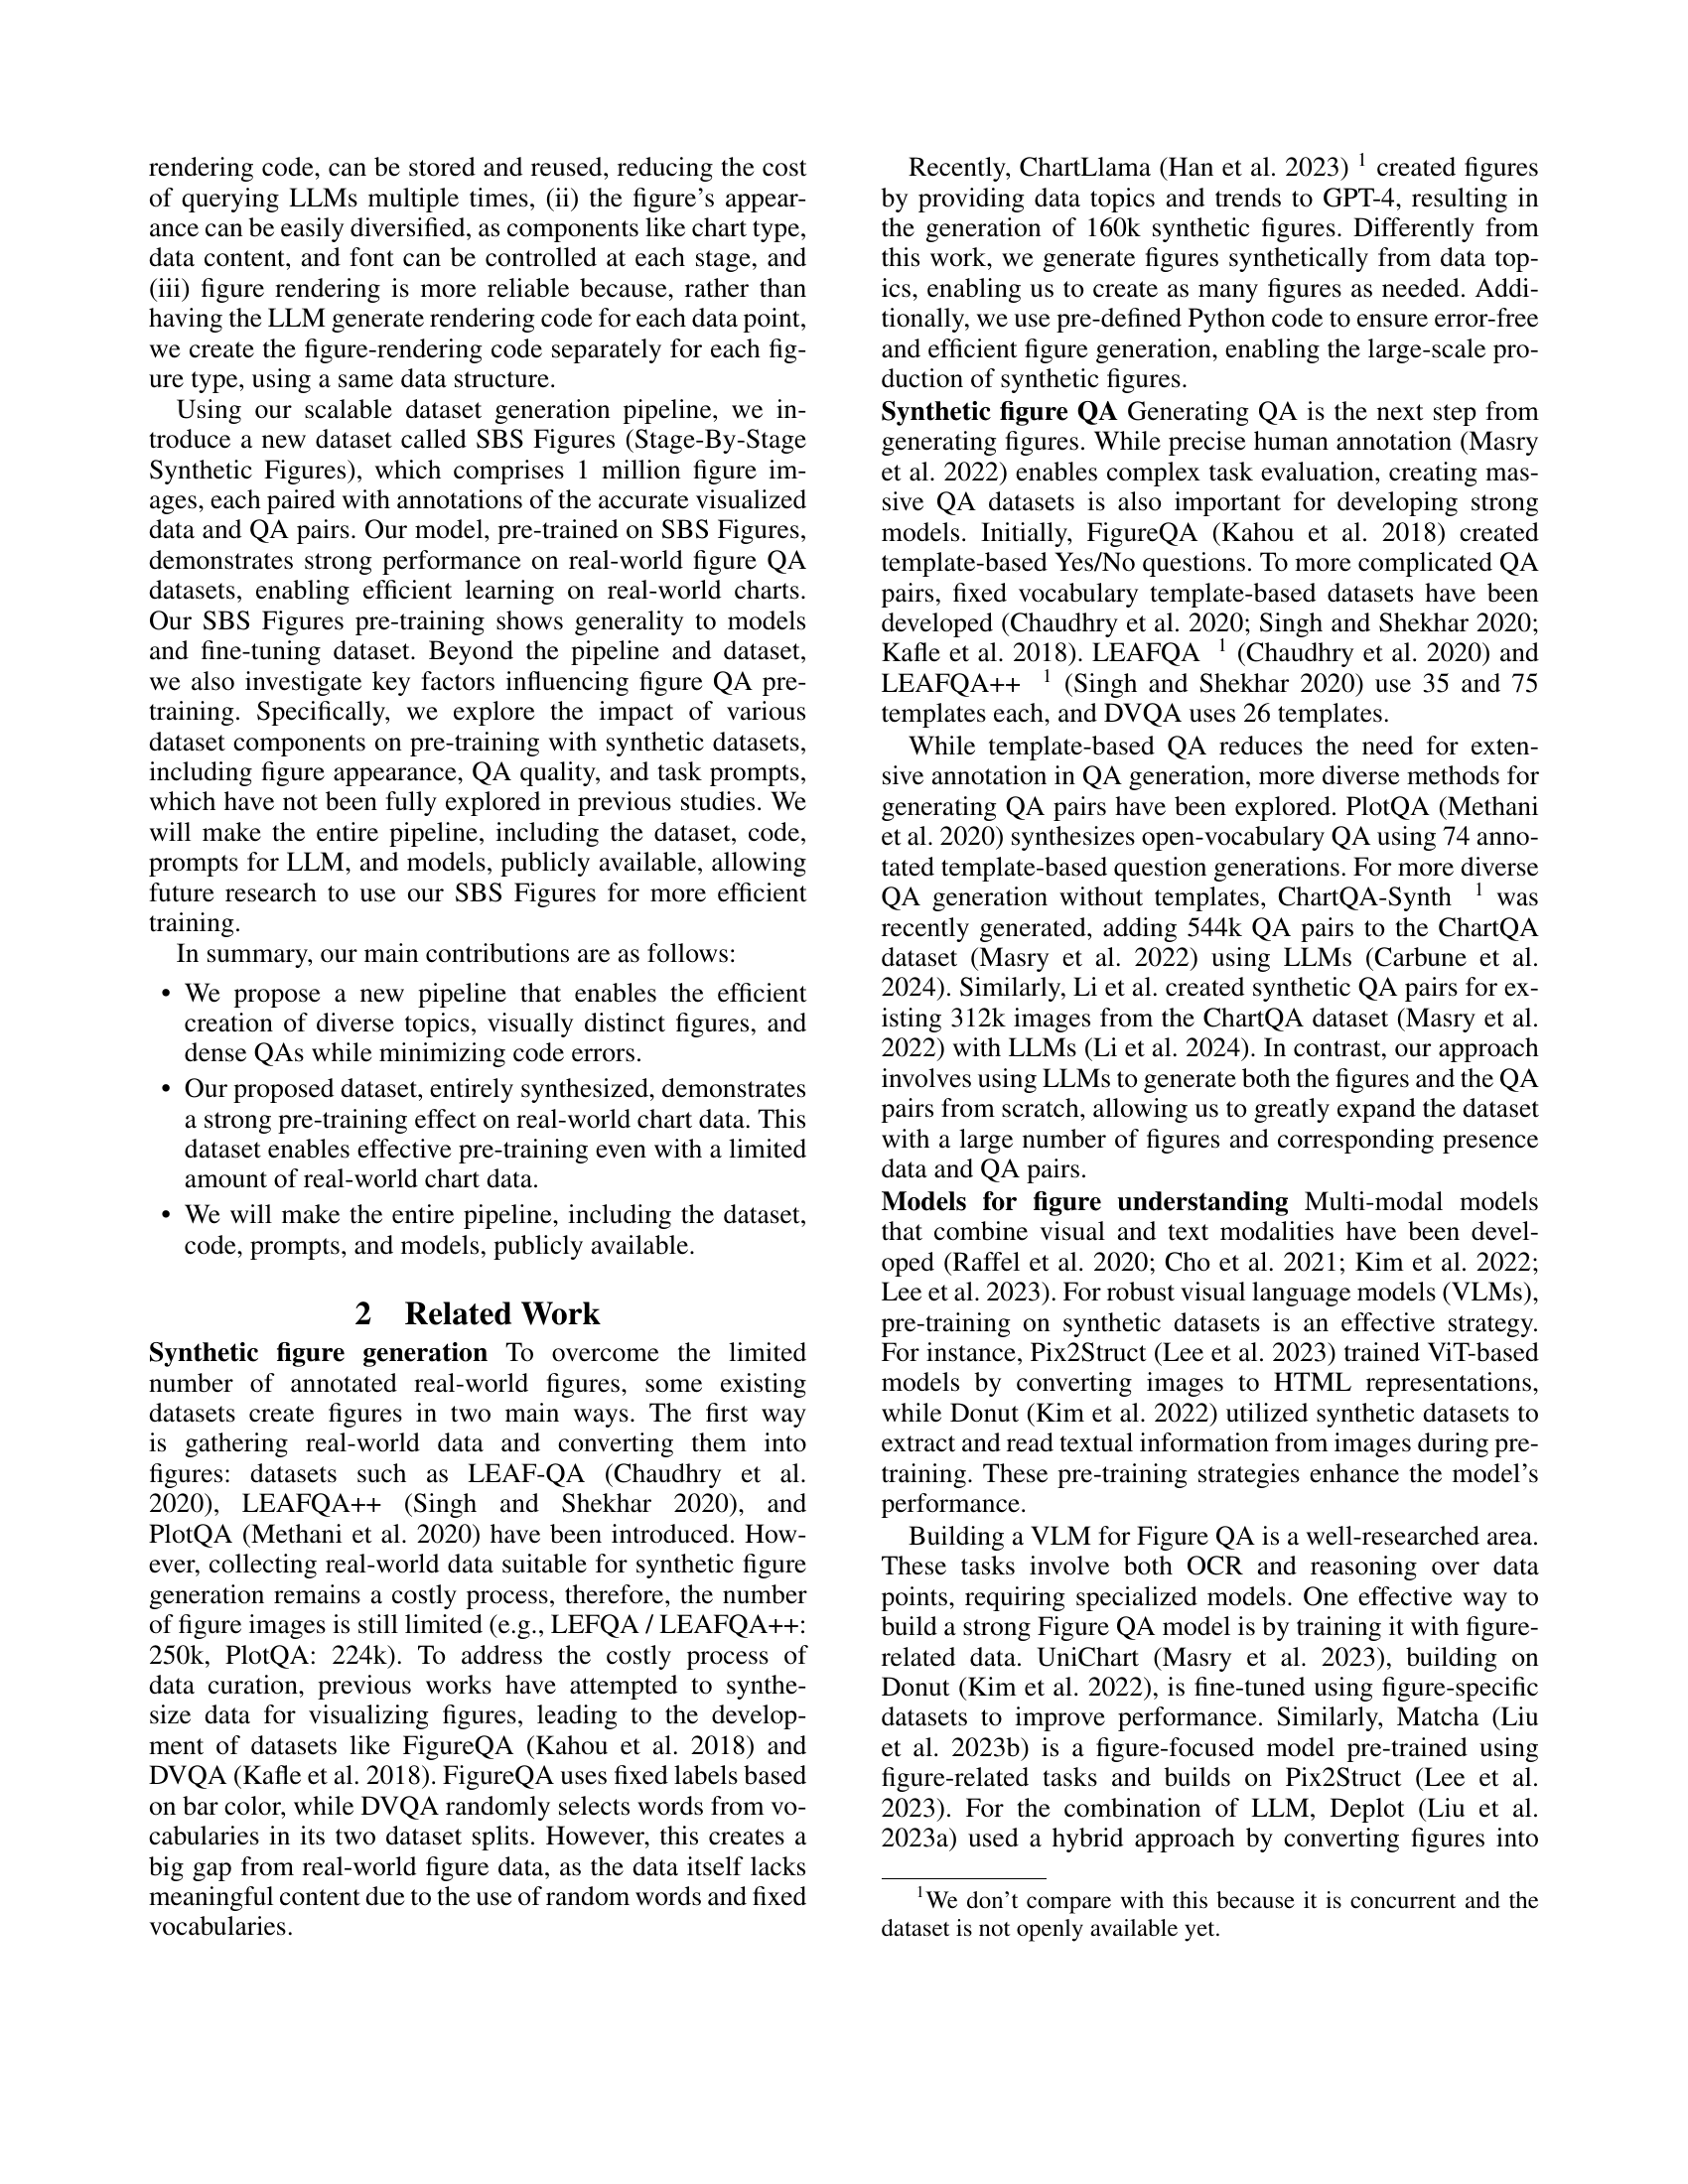 rendering code, can be stored and reused, reducing the cost
of querying LLMs multiple times, (ii) the figure's appear-
ance can be easily diversified, as components like chart type,
data content, and font can be controlled at each stage, and
(iii) figure rendering is more reliable because, rather than
having the LLM generate rendering code for each data point,
we create the figure-rendering code separately for each fig-
ure type, using a same data structure.
Using our scalable dataset generation pipeline, we in-
troduce a new dataset called SBS Figures (Stage-By-Stage
Synthetic Figures), which comprises 1 million figure im-
ages, each paired with annotations of the accurate visualized
data and QA pairs. Our model, pre-trained on SBS Figures,
demonstrates strong performance on real-world figure QA
datasets, enabling efficient learning on real-world charts.
Our SBS Figures pre-training shows generality to models
and fine-tuning dataset. Beyond the pipeline and dataset,
we also investigate key factors influencing figure QA pre-
training. Specifically, we explore the impact of various
dataset components on pre-training with synthetic datasets,
including figure appearance, QA quality, and task prompts,
which have not been fully explored in previous studies. We
will make the entire pipeline, including the dataset, code,
prompts for LLM, and models, publicly available, allowing
future research to use our SBS Figures for more efficient
training.
In summary, our main contributions are as follows:
• We propose a new pipeline that enables the efficient
creation of diverse topics, visually distinct figures, and
dense QAs while minimizing code errors.
• Our proposed dataset, entirely synthesized, demonstrates
a strong pre-training effect on real-world chart data. This
dataset enables effective pre-training even with a limited
amount of real-world chart data.
• We will make the entire pipeline, including the dataset,
code, prompts, and models, publicly available.
2 Related Work
Synthetic figure generation To overcome the limited
number of annotated real-world figures, some existing
datasets create figures in two main ways. The first way
is gathering real-world data and converting them into
figures: datasets such as LEAF-QA (Chaudhry et al.
2020), LEAFQA++ (Singh and Shekhar 2020), and
PlotQA (Methani et al. 2020) have been introduced. How-
ever, collecting real-world data suitable for synthetic figure
generation remains a costly process, therefore, the number
of figure images is still limited (e.g., LEFQA / LEAFQA++:
250k, PlotQA: 224k). To address the costly process of
data curation, previous works have attempted to synthe-
size data for visualizing figures, leading to the develop-
ment of datasets like FigureQA (Kahou et al. 2018) and
DVQA (Kafle et al. 2018). FigureQA uses fixed labels based
on bar color, while DVQA randomly selects words from vo-
cabularies in its two dataset splits. However, this creates a
big gap from real-world figure data, as the data itself lacks
meaningful content due to the use of random words and fixed
vocabularies.
Recently, ChartLlama (Han et al. 2023) 1 created figures
by providing data topics and trends to GPT-4, resulting in
the generation of 160k synthetic figures. Differently from
this work, we generate figures synthetically from data top-
ics, enabling us to create as many figures as needed. Addi-
tionally, we use pre-defined Python code to ensure error-free
and efficient figure generation, enabling the large-scale pro-
duction of synthetic figures.
Synthetic figure QA Generating QA is the next step from
generating figures. While precise human annotation (Masry
et al. 2022) enables complex task evaluation, creating mas-
sive QA datasets is also important for developing strong
models. Initially, FigureQA (Kahou et al. 2018) created
template-based Yes/No questions. To more complicated QA
pairs, fixed vocabulary template-based datasets have been
developed (Chaudhry et al. 2020; Singh and Shekhar 2020;
Kafle et al. 2018). LEAFQA 1 (Chaudhry et al. 2020) and
LEAFQA++ 1 (Singh and Shekhar 2020) use 35 and 75
templates each, and DVQA uses 26 templates.
While template-based QA reduces the need for exten-
sive annotation in QA generation, more diverse methods for
generating QA pairs have been explored. PlotQA (Methani
et al. 2020) synthesizes open-vocabulary QA using 74 anno-
tated template-based question generations. For more diverse
QA generation without templates, ChartQA-Synth 1 was
recently generated, adding 544k QA pairs to the ChartQA
dataset (Masry et al. 2022) using LLMs (Carbune et al.
2024). Similarly, Li et al. created synthetic QA pairs for ex-
isting 312k images from the ChartQA dataset (Masry et al.
2022) with LLMs (Li et al. 2024). In contrast, our approach
involves using LLMs to generate both the figures and the QA
pairs from scratch, allowing us to greatly expand the dataset
with a large number of figures and corresponding presence
data and QA pairs.
Models for figure understanding Multi-modal models
that combine visual and text modalities have been devel-
oped (Raffel et al. 2020; Cho et al. 2021; Kim et al. 2022;
Lee et al. 2023). For robust visual language models (VLMs),
pre-training on synthetic datasets is an effective strategy.
For instance, Pix2Struct (Lee et al. 2023) trained ViT-based
models by converting images to HTML representations,
while Donut (Kim et al. 2022) utilized synthetic datasets to
extract and read textual information from images during pre-
training. These pre-training strategies enhance the model's
performance.
Building a VLM for Figure QA is a well-researched area.
These tasks involve both OCR and reasoning over data
points, requiring specialized models. One effective way to
build a strong Figure QA model is by training it with figure-
related data. UniChart (Masry et al. 2023), building on
Donut (Kim et al. 2022), is fine-tuned using figure-specific
datasets to improve performance. Similarly, Matcha (Liu
et al. 2023b) is a figure-focused model pre-trained using
figure-related tasks and builds on Pix2Struct (Lee et al.
2023). For the combination of LLM, Deplot (Liu et al.
2023a) used a hybrid approach by converting figures into
1We don't compare with this because it is concurrent and the
dataset is not openly available yet.